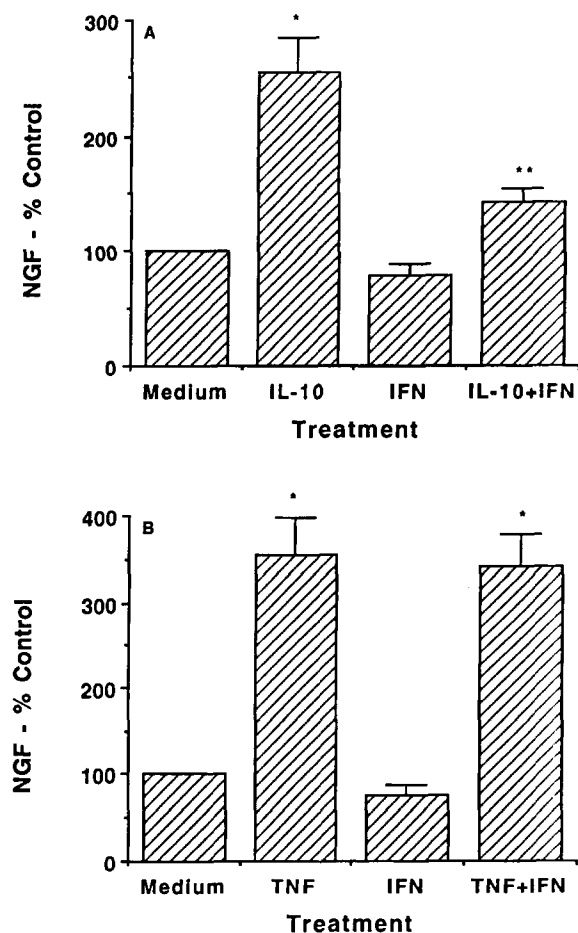 A
NGF - % Control
300
200
100
0
*
**
Medium IL-10 IFN IL-10+IFN
Treatment
B
NGF - % Control
400
300
200
100
0
*
*
Medium TNF IFN TNF+IFN
Treatment